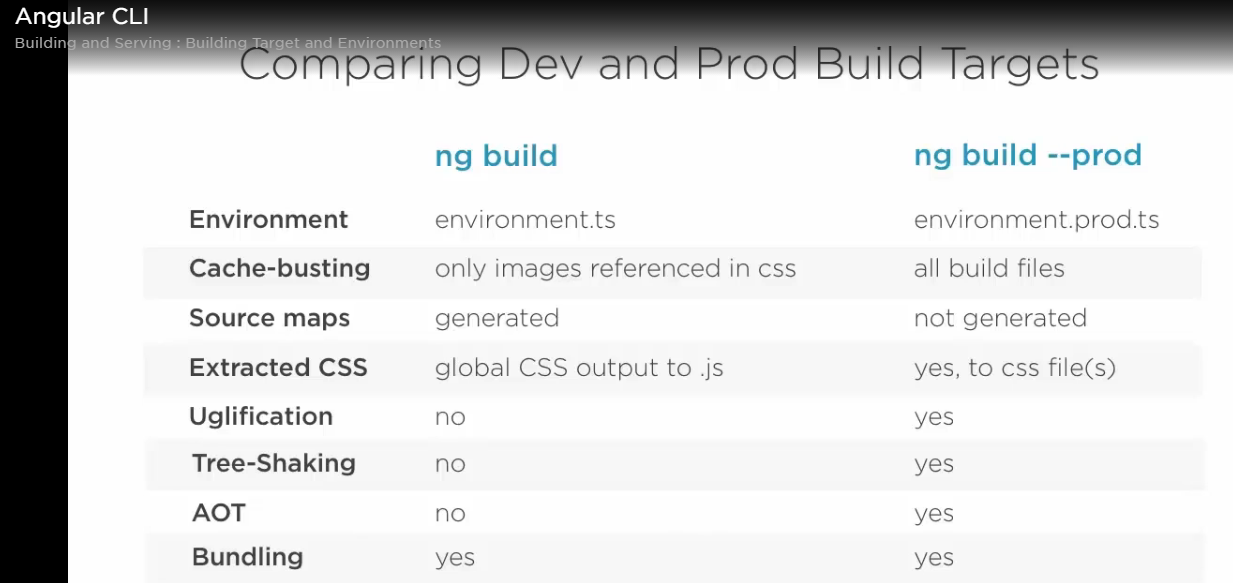 Angular CLI
Building and Serving : Building Target and Environments
Comparing Dev and Prod Build Targets
ng build ng build --prod
Environment environment.ts environment.prod.ts
Cache-busting only images referenced in css all build files
Source maps generated not generated
Extracted CSS global CSS output to .js yes, to css file(s)
Uglification no yes
Tree-Shaking no yes
AOT no yes
Bundling yes yes